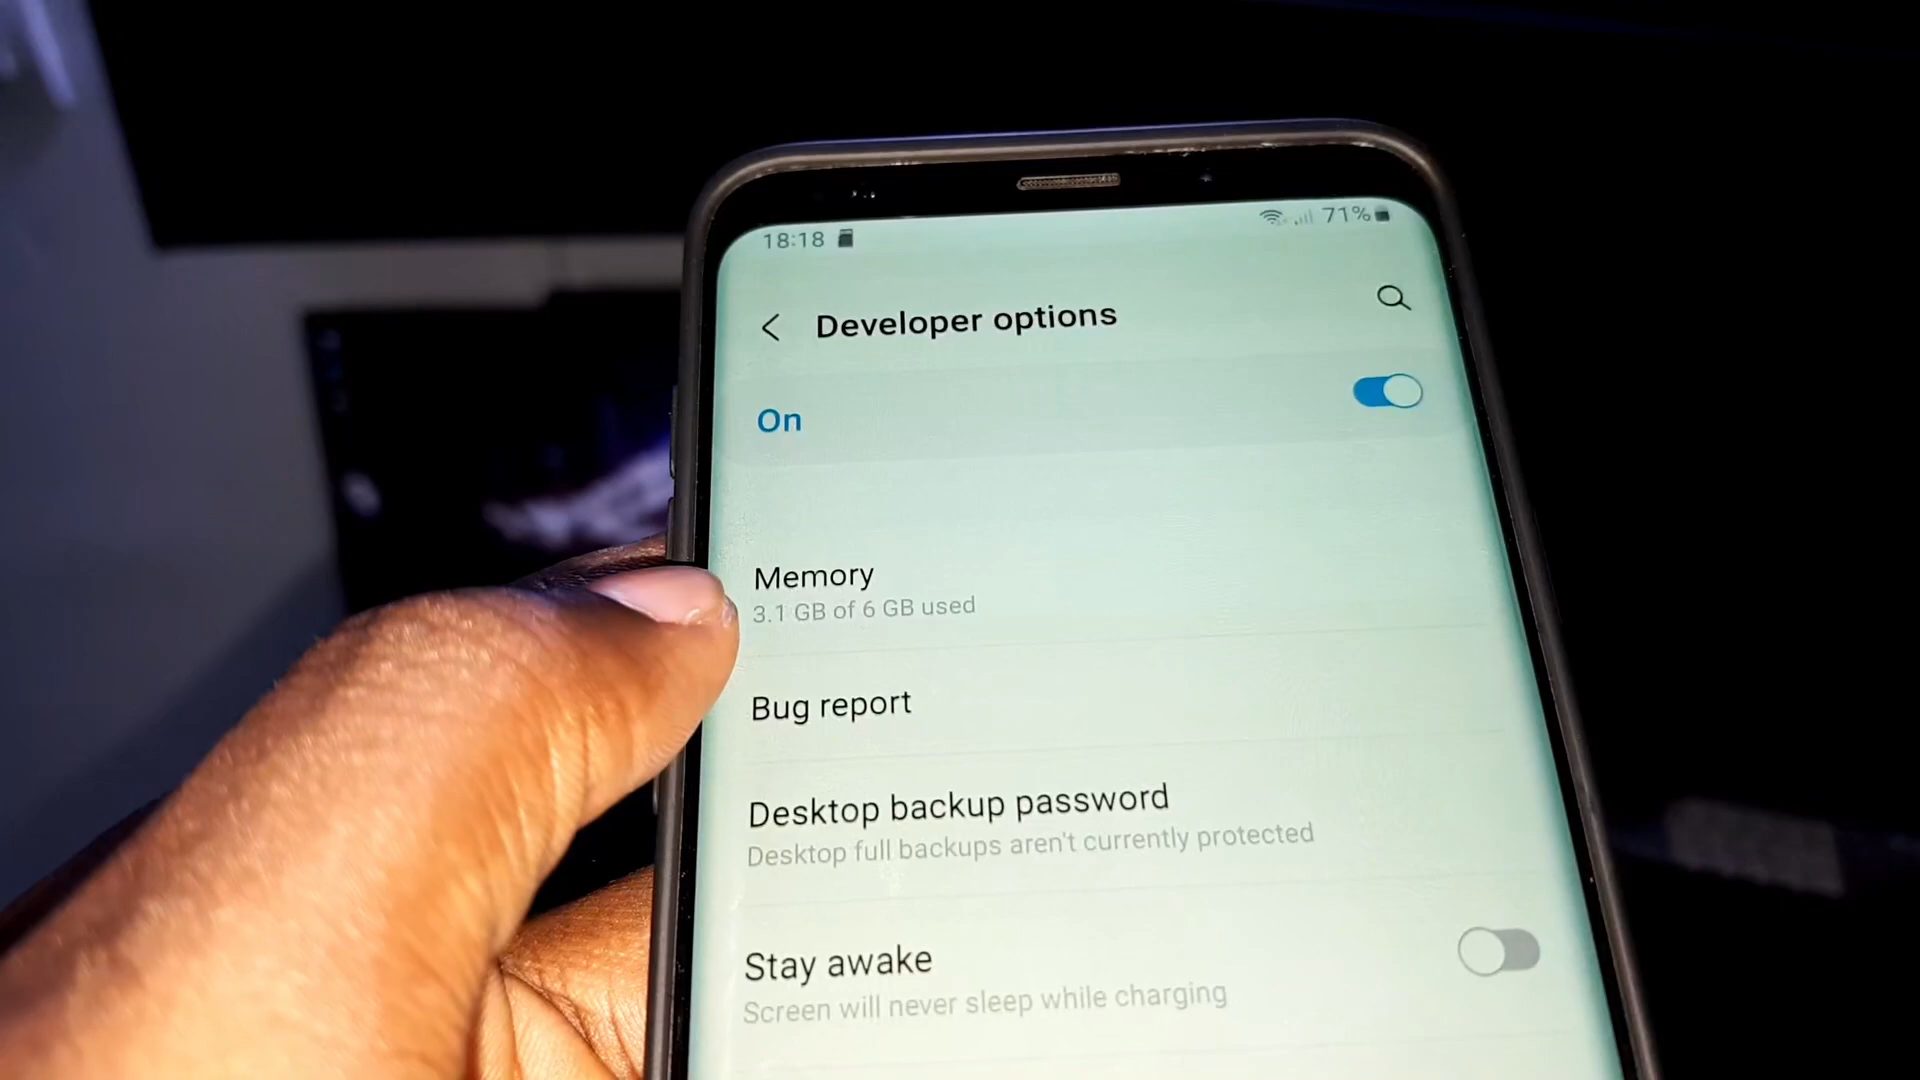 18:18
71%
Developer options
On
Memory
3.1 GB of 6 GB used
Bug report
Desktop backup password
Desktop full backups aren't currently protected
Stay awake
Screen will never sleep while charging